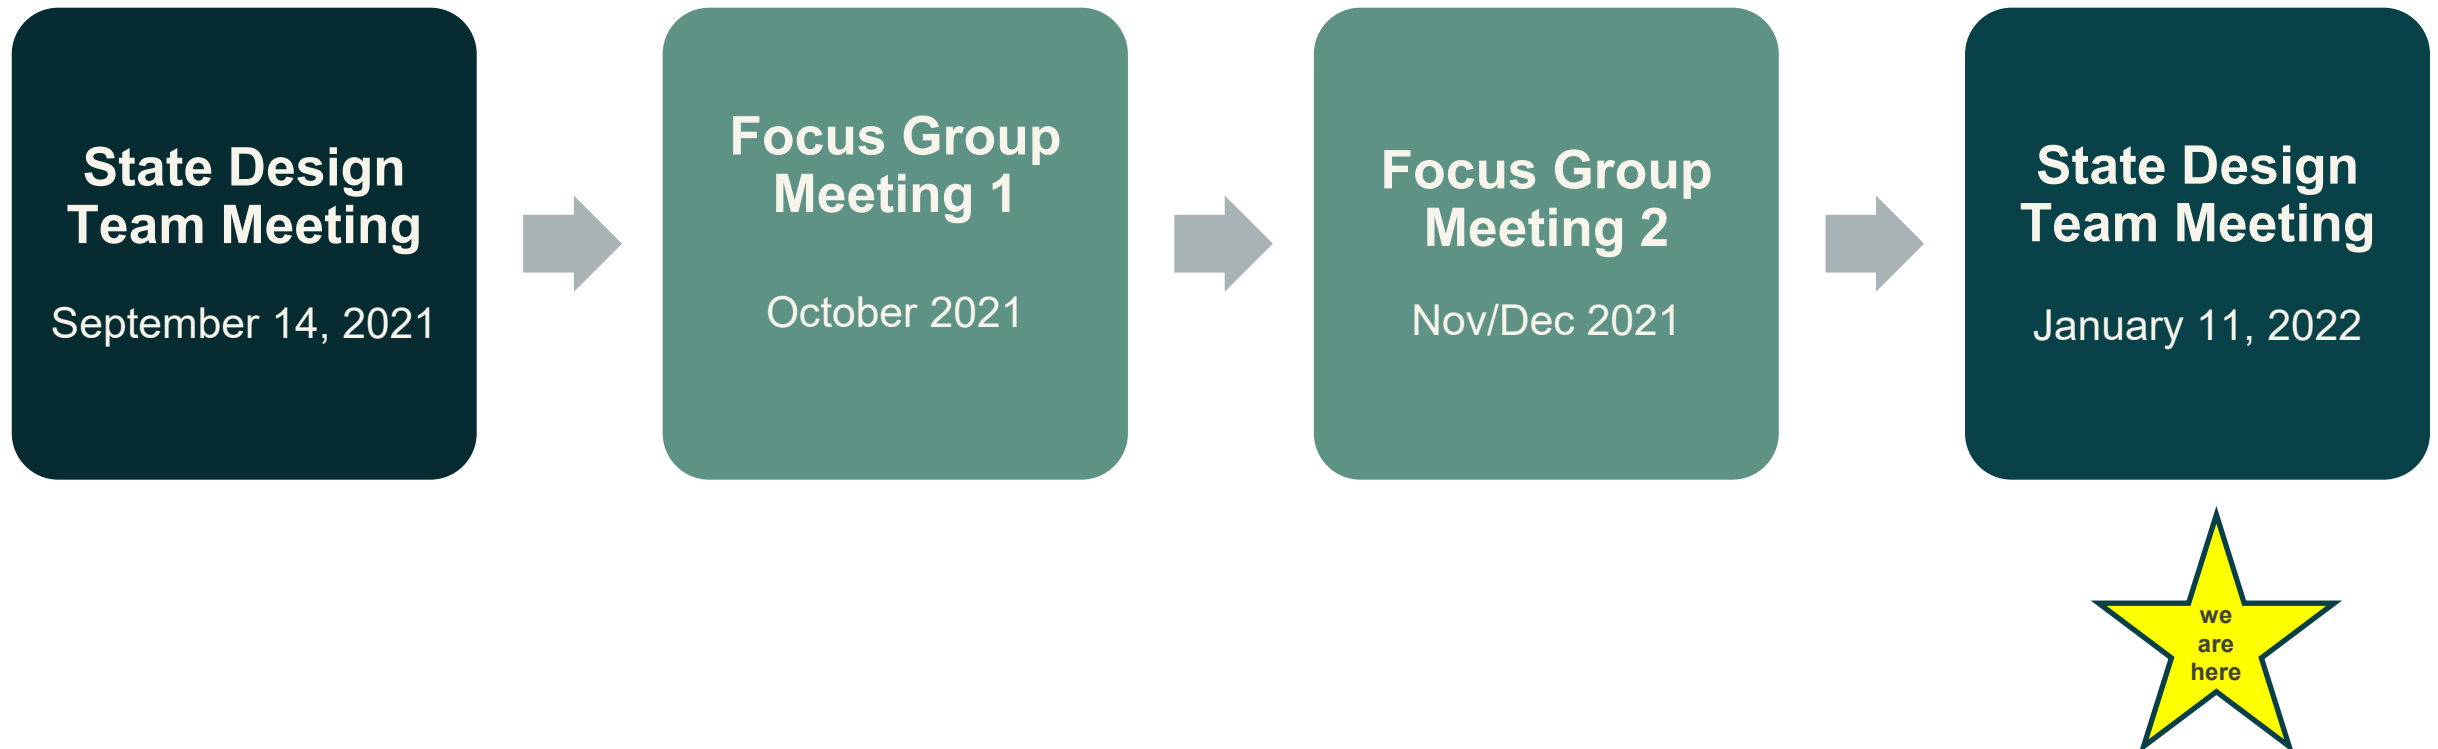 State Design
Team Meeting
September 14, 2021
Focus Group
Meeting 1
October 2021
Focus Group
Meeting 2
Nov/Dec 2021
State Design
Team Meeting
January 11, 2022
we
are
here